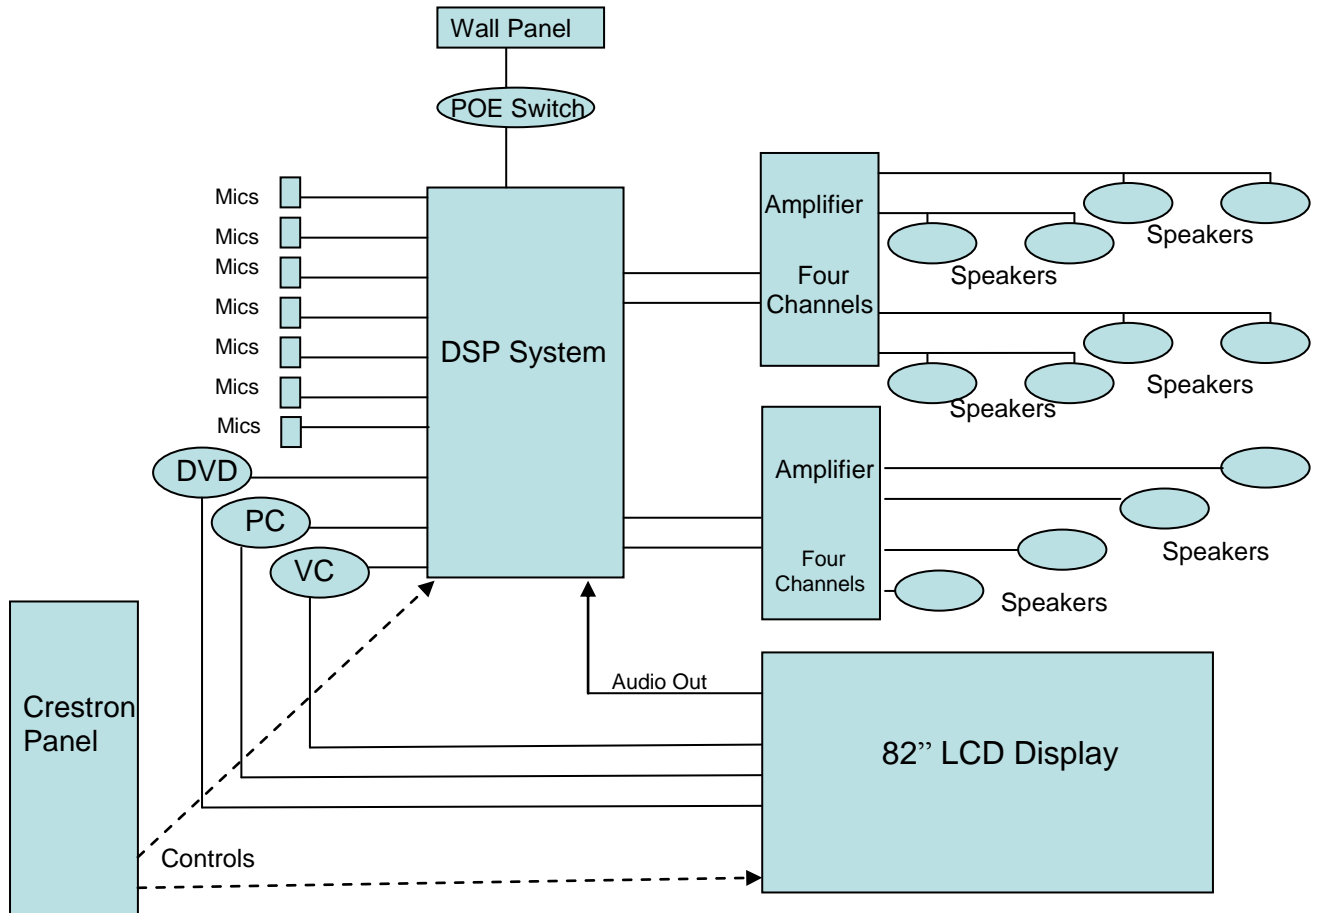 Wall Panel
POE Switch
Mics
Mics
Mics
Mics
Mics
Mics
Mics
DVD
PC
VC
DSP System
Amplifier
Four
Channels
Speakers
Speakers
Speakers
Speakers
Amplifier
Four
Channels
Speakers
Speakers
Audio Out
82” LCD Display
Crestron
Panel
Controls